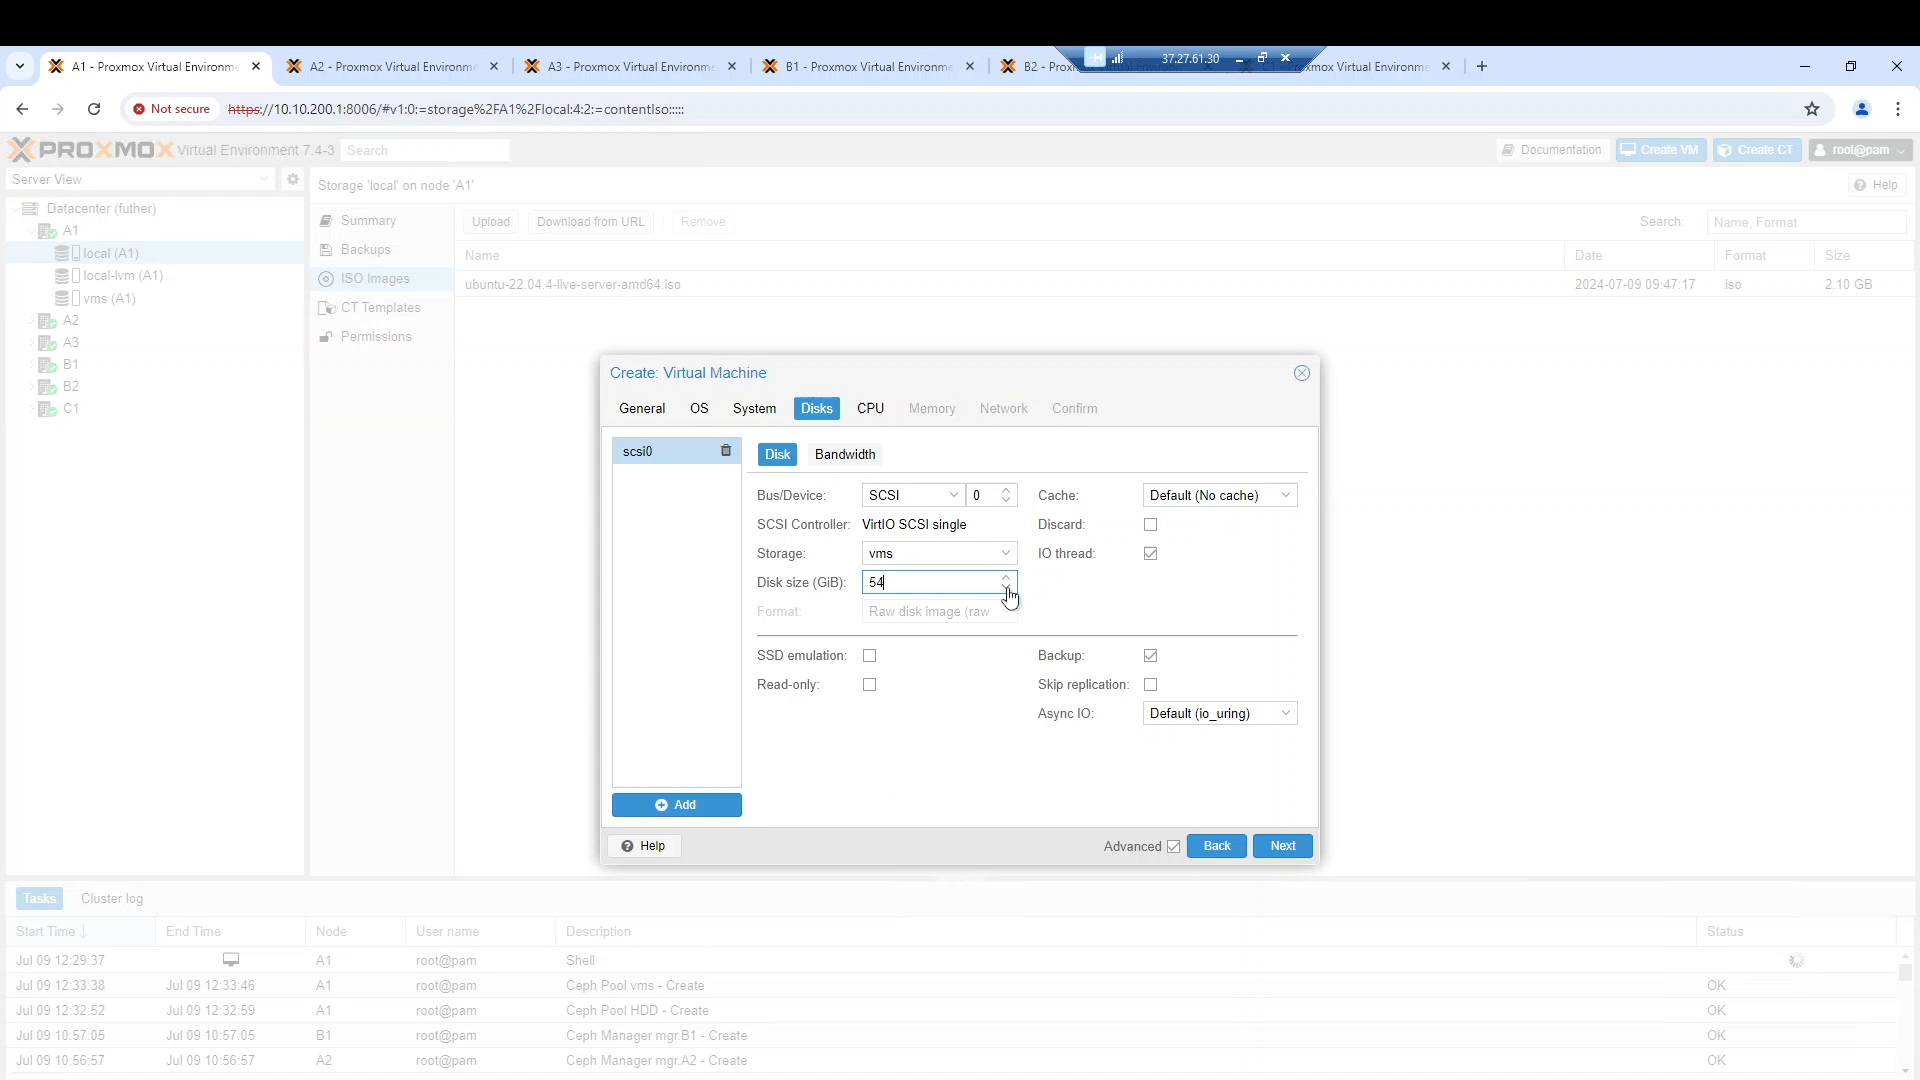 A1 - Proxmox Virtual Environme
A2 - Proxmox Virtual Environme
A3 - Proxmox Virtual Environme
B1 - Proxmox Virtual Environme
B2 - Prox
37.27.61.30
xmox Virtual Environme
Not secure
https://10.10.200.1:8006/#v1:0:=storage%2FA1%2Flocal:4:2:=contentIso:::::
PROXMOX Virtual Environment 7.4-3
Search
Documentation
Create VM
Create CT
root@pam
Server View
Storage 'local' on node 'A1'
Help
Datacenter (futher)
A1
local (A1)
local-lvm (A1)
vms (A1)
A2
A3
B1
B2
C1
Summary
Backups
ISO Images
CT Templates
Permissions
Upload
Download from URL
Remove
Search:
Name, Format
Name
Date
Format
Size
ubuntu-22.04.4-live-server-amd64.iso
2024-07-09 09:47:17
iso
2.10 GB
Create: Virtual Machine
General
OS
System
Disks
CPU
Memory
Network
Confirm
scsi0
Add
Disk
Bandwidth
Bus/Device:
SCSI
0
Cache:
Default (No cache)
SCSI Controller:
VirtIO SCSI single
Discard:
Storage:
vms
IO thread:
Disk size (GiB):
54
Format:
Raw disk image (raw
SSD emulation:
Backup:
Read-only:
Skip replication:
Async IO:
Default (io_uring)
Help
Advanced
Back
Next
Tasks
Cluster log
Start Time
End Time
Node
User name
Description
Status
Jul 09 12:29:37
A1
root@pam
Shell
Jul 09 12:33:38
Jul 09 12:33:46
A1
root@pam
Ceph Pool vms - Create
OK
Jul 09 12:32:52
Jul 09 12:32:59
A1
root@pam
Ceph Pool HDD - Create
OK
Jul 09 10:57:05
Jul 09 10:57:05
B1
root@pam
Ceph Manager mgr.B1 - Create
OK
Jul 09 10:56:57
Jul 09 10:56:57
A2
root@pam
Ceph Manager mgr.A2 - Create
OK